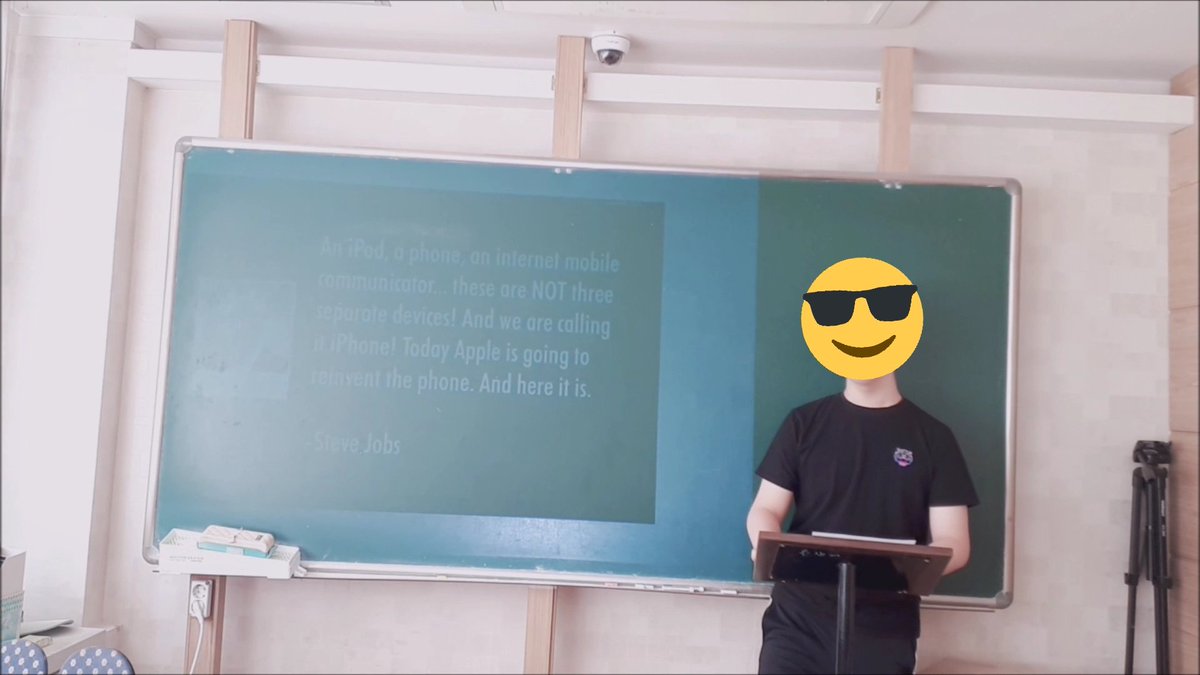 An iPod, a phone, an internet mobile
communicator... these are NOT three
separate devices! And we are calling
it iPhone! Today Apple is going to
reinvent the phone. And here it is.
-Steve Jobs